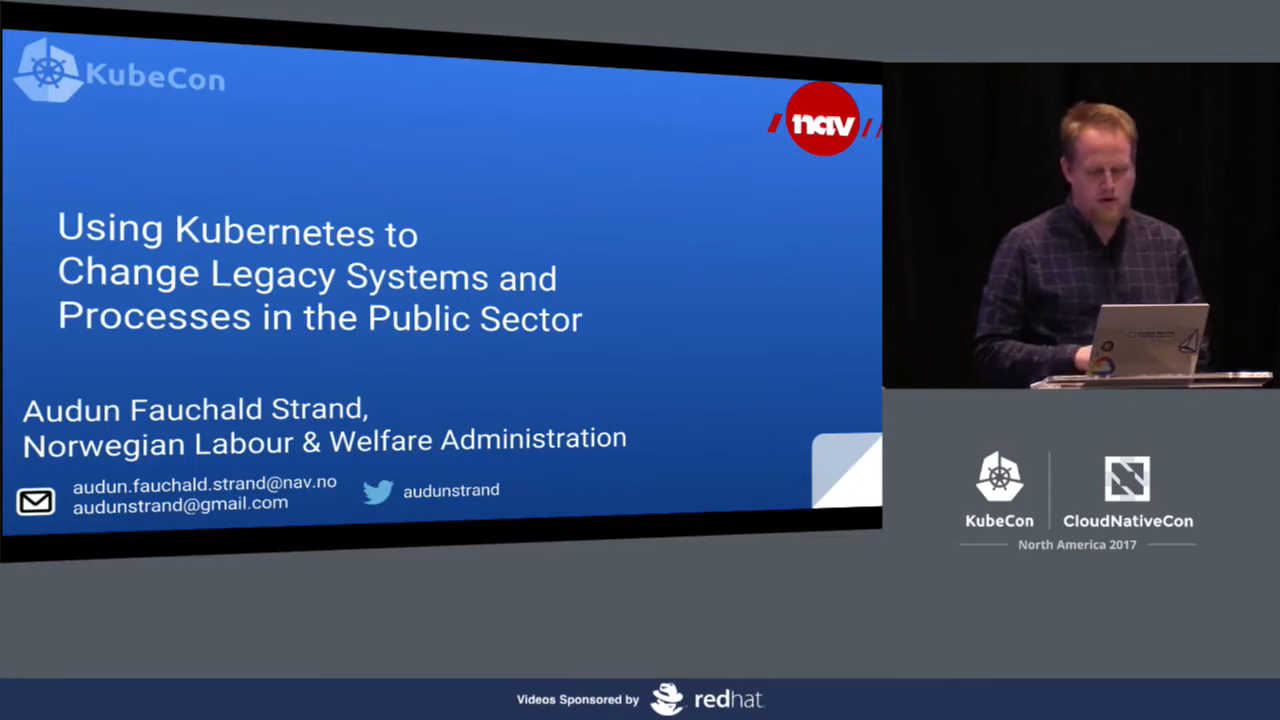 KubeCon
nav
Using Kubernetes to
Change Legacy Systems and
Processes in the Public Sector
Audun Fauchald Strand,
Norwegian Labour & Welfare Administration
audun.fauchald.strand@nav.no
audunstrand@gmail.com
audunstrand
KubeCon
CloudNativeCon
North America 2017
Videos Sponsored by
redhat